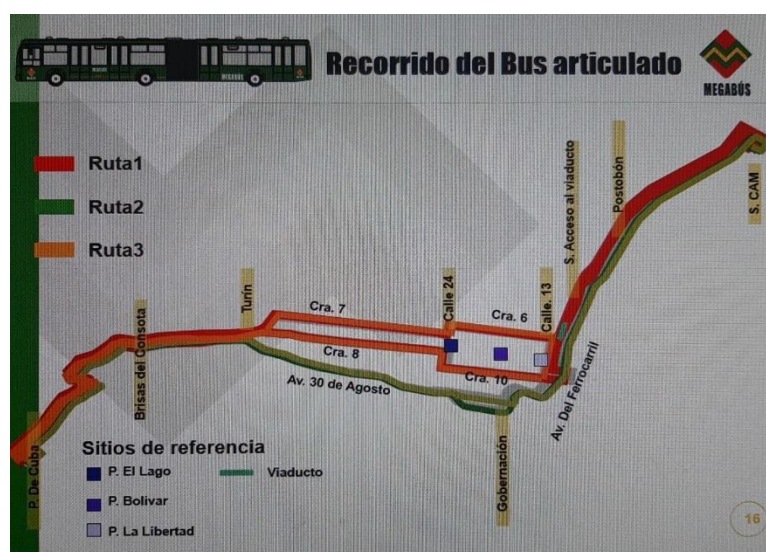 Recorrido del Bus articulado
MEGABÚS
Ruta1
Ruta2
Ruta3
S. CAM
Postobón
S. Acceso al viaducto
Calle. 13
Calle 24
Turín
Brisas del Consota
P. De Cuba
Cra. 7
Cra. 6
Cra. 8
Cra. 10
Av. 30 de Agosto
Av. Del Ferrocarril
Gobernación
Sitios de referencia
P. El Lago
Viaducto
P. Bolivar
P. La Libertad
16